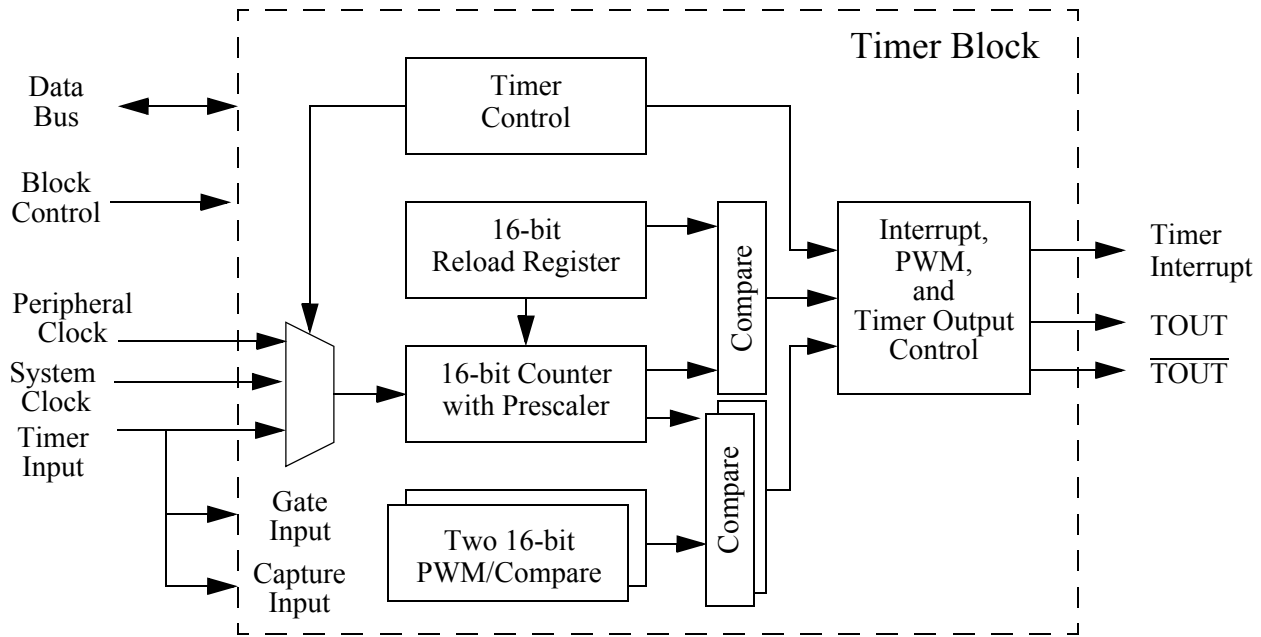 Timer Block
Data
Bus
Block
Control
Peripheral
Clock
System
Clock
Timer
Input
Gate
Input
Capture
Input
Timer
Control
16-bit
Reload Register
16-bit Counter
with Prescaler
Two 16-bit
PWM/Compare
Compare
Compare
Interrupt,
PWM,
and
Timer Output
Control
Timer
Interrupt
TOUT
T̅O̅U̅T̅